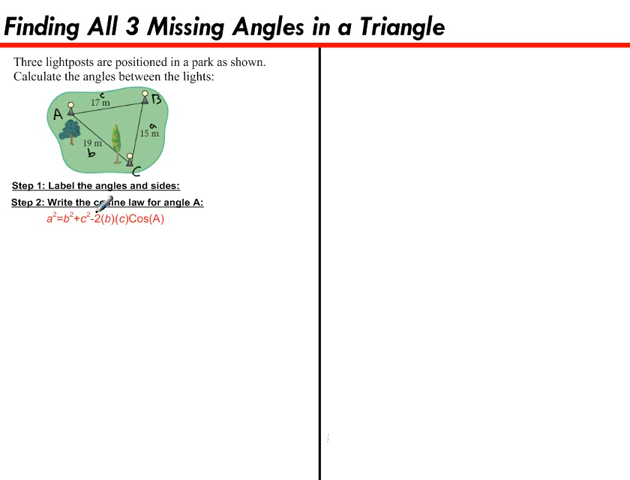 Finding All 3 Missing Angles in a Triangle
Three lightposts are positioned in a park as shown.
Calculate the angles between the lights:
c
17 m
B
A
a
15 m
19 m
b
C
Step 1: Label the angles and sides:
Step 2: Write the cosine law for angle A:
a²=b²+c²-2(b)(c)Cos(A)